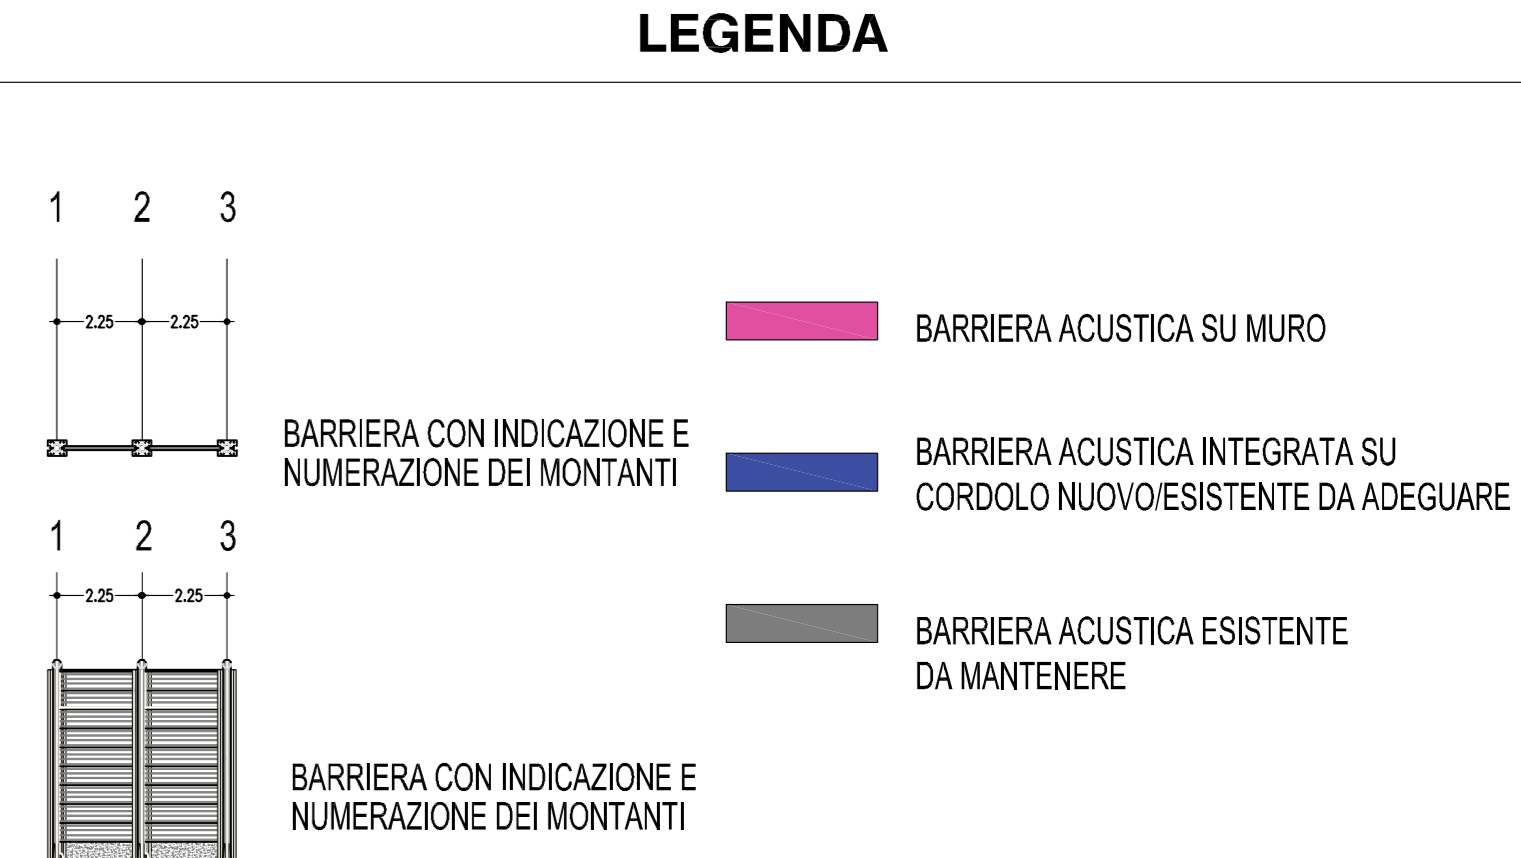 LEGENDA
1 2 3
2.25 2.25
BARRIERA CON INDICAZIONE E
NUMERAZIONE DEI MONTANTI
1 2 3
2.25 2.25
BARRIERA CON INDICAZIONE E
NUMERAZIONE DEI MONTANTI
BARRIERA ACUSTICA SU MURO
BARRIERA ACUSTICA INTEGRATA SU
CORDOLO NUOVO/ESISTENTE DA ADEGUARE
BARRIERA ACUSTICA ESISTENTE
DA MANTENERE